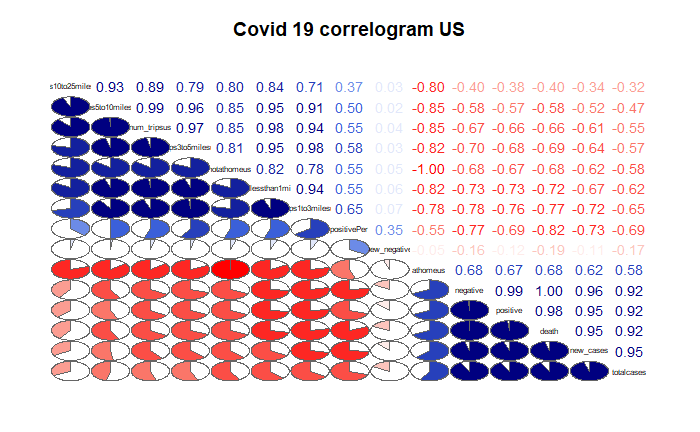 Covid 19 correlogram US
s10to25miles 0.93 0.89 0.79 0.80 0.84 0.71 0.37 0.03 -0.80 -0.40 -0.38 -0.40 -0.34 -0.32
ps5to10miles 0.99 0.96 0.85 0.95 0.91 0.50 0.02 -0.85 -0.58 -0.57 -0.58 -0.52 -0.47
num_tripsus 0.97 0.85 0.98 0.94 0.55 0.04 -0.85 -0.67 -0.66 -0.66 -0.61 -0.55
ps3to5miles 0.81 0.95 0.98 0.58 0.03 -0.82 -0.70 -0.68 -0.69 -0.64 -0.57
notathomeus 0.82 0.78 0.55 0.05 -1.00 -0.68 -0.67 -0.68 -0.62 -0.58
lessthan1mi 0.94 0.55 0.06 -0.82 -0.73 -0.73 -0.72 -0.67 -0.62
ps1to3miles 0.65 0.07 -0.78 -0.78 -0.76 -0.77 -0.72 -0.65
positivePer 0.35 -0.55 -0.77 -0.69 -0.82 -0.73 -0.69
new_negative -0.05 -0.16 -0.12 -0.19 -0.11 -0.17
athomeus 0.68 0.67 0.68 0.62 0.58
negative 0.99 1.00 0.96 0.92
positive 0.98 0.95 0.92
death 0.95 0.92
new_cases 0.95
totalcases